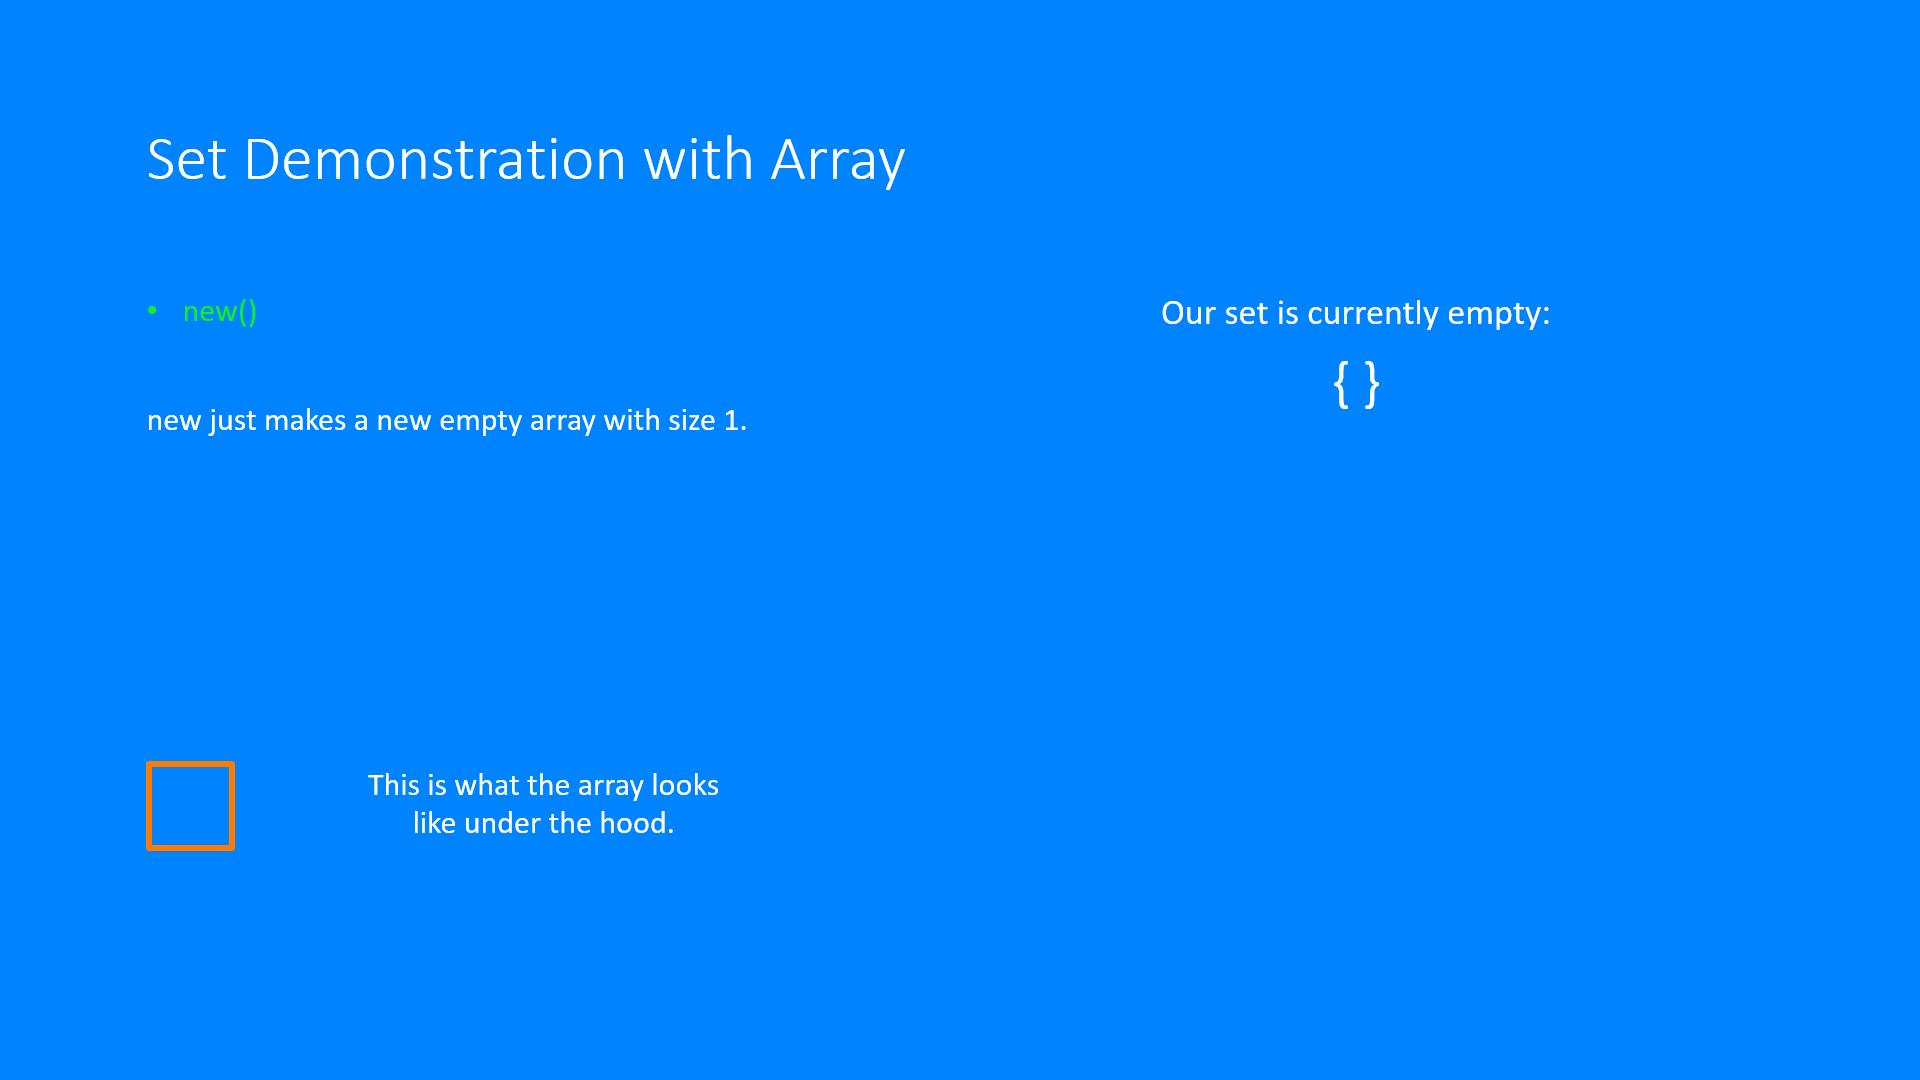 Set Demonstration with Array
• new()
new just makes a new empty array with size 1.
Our set is currently empty:
{ }
This is what the array looks
like under the hood.